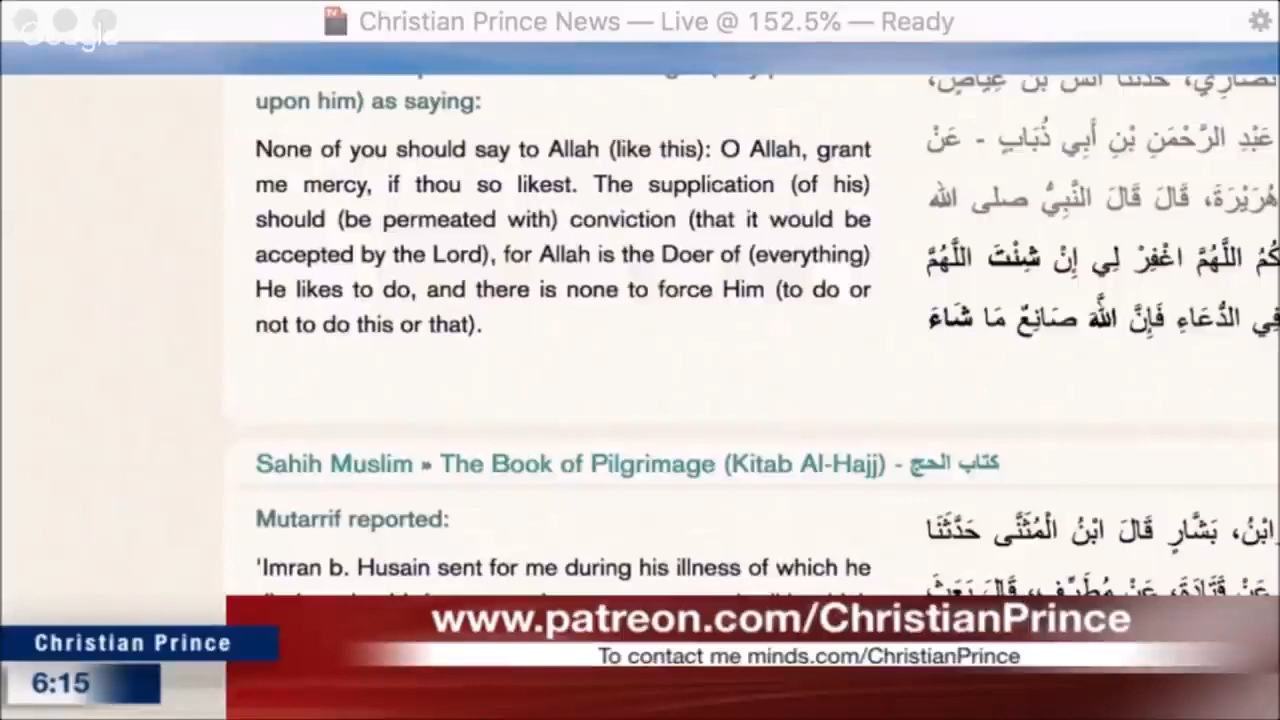 Christian Prince News — Live @ 152.5% — Ready
Google
upon him) as saying:
None of you should say to Allah (like this): O Allah, grant
me mercy, if thou so likest. The supplication (of his)
should (be permeated with) conviction (that it would be
accepted by the Lord), for Allah is the Doer of (everything)
He likes to do, and there is none to force Him (to do or
not to do this or that).
حَدَّثَنَا أَنَسُ بْنُ عِيَاضٍ،
عَبْدِ الرَّحْمَنِ بْنِ أَبِي ذُبَابٍ - عَنْ
هُرَيْرَةَ، قَالَ قَالَ النَّبِيُّ صلى الله
اللَّهُمَّ اغْفِرْ لِي إِنْ شِئْتَ اللَّهُمَّ
الدُّعَاءِ فَإِنَّ اللَّهَ صَانِعٌ مَا شَاءَ
Sahih Muslim » The Book of Pilgrimage (Kitab Al-Hajj) - كتاب الحج
Mutarrif reported:
'Imran b. Husain sent for me during his illness of which he
بَشَّارٍ قَالَ ابْنُ الْمُثَنَّى حَدَّثَنَا
عَنْ قَتَادَةَ، عَنْ مُطَرِّفٍ، قَالَ بَعَثَ
www.patreon.com/ChristianPrince
To contact me minds.com/ChristianPrince
Christian Prince
6:15